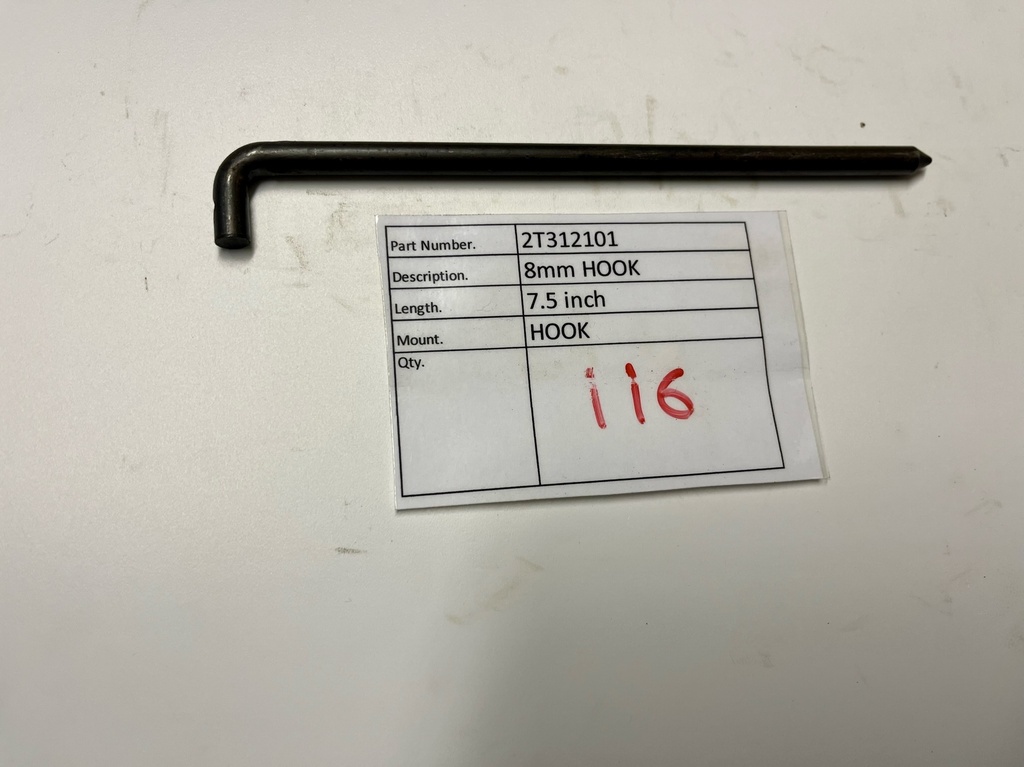 Part Number. 2T312101
Description. 8mm HOOK
Length. 7.5 inch
Mount. HOOK
Qty. 116